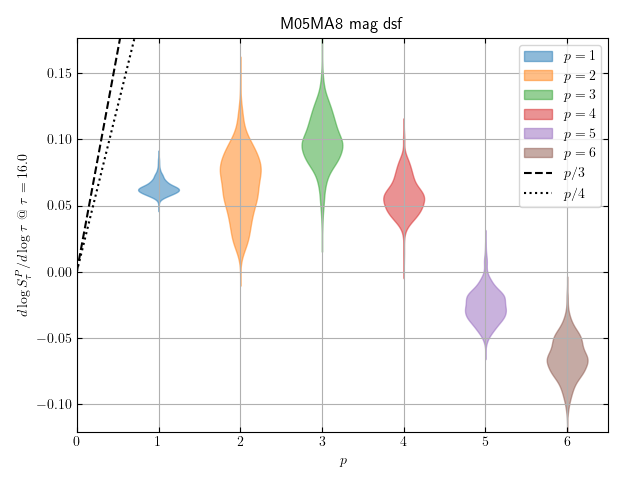 M05MA8 mag dsf
d log S_τ^P / d log τ @ τ = 16.0
0.15
0.10
0.05
0.00
−0.05
−0.10
0 1 2 3 4 5 6
p
p = 1
p = 2
p = 3
p = 4
p = 5
p = 6
p/3
p/4